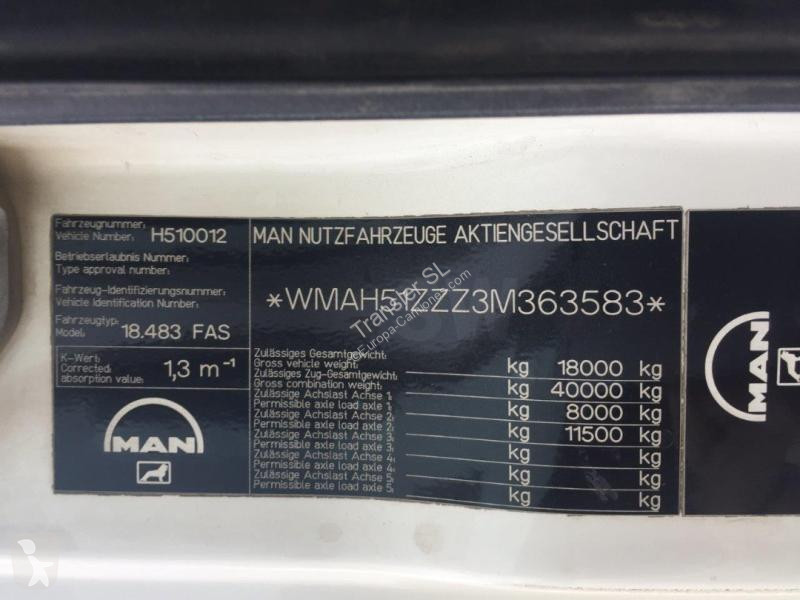 Fahrzeugnummer:
Vehicle Number: H510012
Betriebserlaubnis Nummer:
Type approval number:
Fahrzeug-Identifizierungsnummer:
Vehicle Identification Number:
Fahrzeugtyp:
Model: 18.483 FAS
K-Wert:
Corrected
absorption value: 1,3 m⁻¹
MAN
MAN NUTZFAHRZEUGE AKTIENGESELLSCHAFT
Transfer SL
©Europa-Camiones.com
Zulässiges Gesamtgewicht:
Gross vehicle weight: kg 18000 kg
Zulässiges Zug-Gesamtgewicht:
Gross combination weight: kg 40000 kg
Zulässige Achslast Achse 1:
Permissible axle load axle 1: kg 8000 kg
Zulässige Achslast Achse 2:
Permissible axle load axle 2: kg 11500 kg
Zulässige Achslast Achse 3:
Permissible axle load axle 3: kg kg
Zulässige Achslast Achse 4:
Permissible axle load axle 4: kg kg
Zulässige Achslast Achse 5:
Permissible axle load axle 5: kg kg
MAN